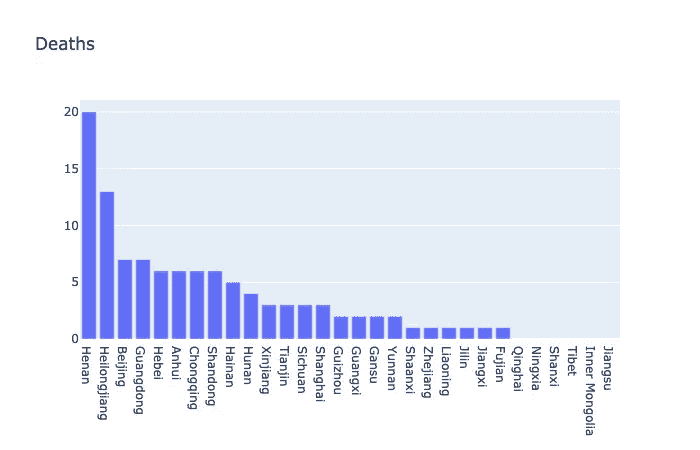 Deaths
20
15
10
5
0
Henan
Heilongjiang
Beijing
Guangdong
Hebei
Anhui
Chongqing
Shandong
Hainan
Hunan
Xinjiang
Tianjin
Sichuan
Shanghai
Guizhou
Guangxi
Gansu
Yunnan
Shaanxi
Zhejiang
Liaoning
Jilin
Jiangxi
Fujian
Qinghai
Ningxia
Shanxi
Tibet
Inner Mongolia
Jiangsu